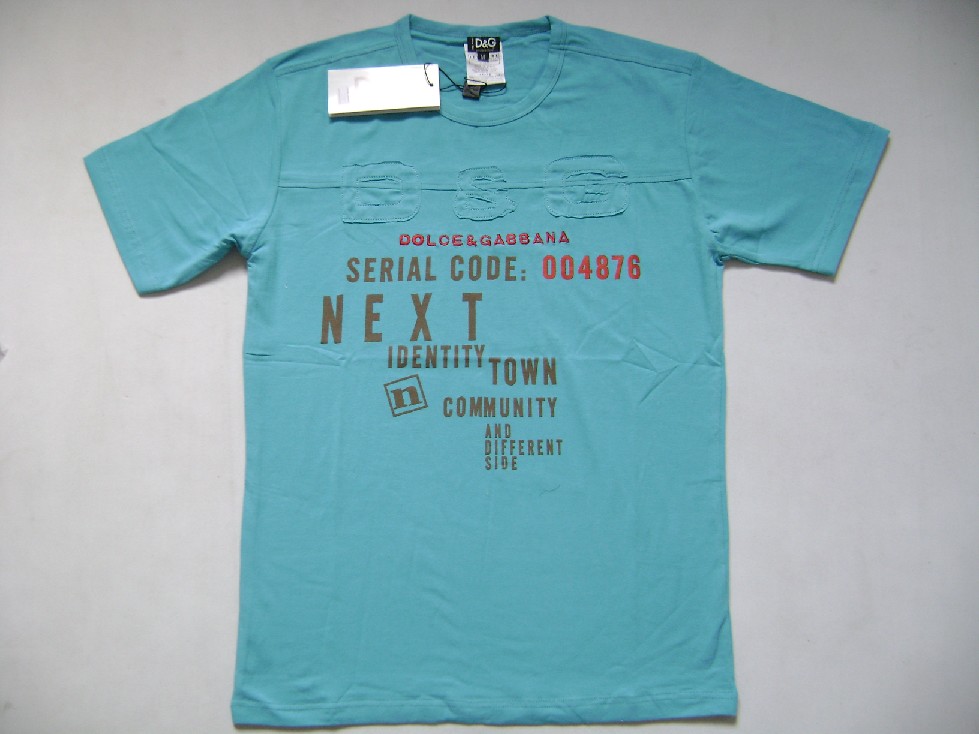 D&G
M
D&G
DOLCE&GABBANA
SERIAL CODE: 004876
NEXT
IDENTITY
TOWN
n
COMMUNITY
AND
DIFFERENT
SIDE